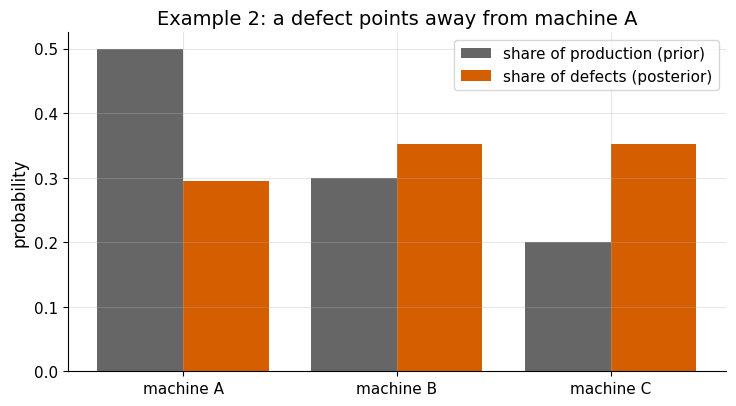 Example 2: a defect points away from machine A
share of production (prior)
share of defects (posterior)
probability
0.5
0.4
0.3
0.2
0.1
0.0
machine A
machine B
machine C